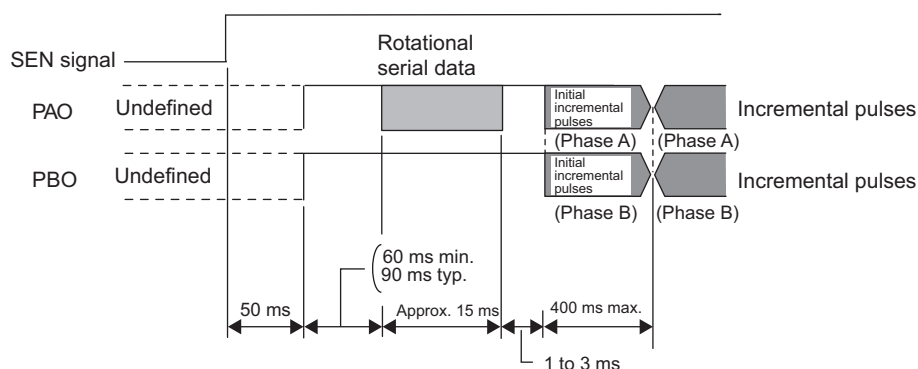 SEN signal
Rotational
serial data
PAO
Undefined
Initial
incremental
pulses
Incremental pulses
(Phase A)
(Phase A)
PBO
Undefined
Initial
incremental
pulses
Incremental pulses
(Phase B)
(Phase B)
60 ms min.
90 ms typ.
50 ms
Approx. 15 ms
400 ms max.
1 to 3 ms